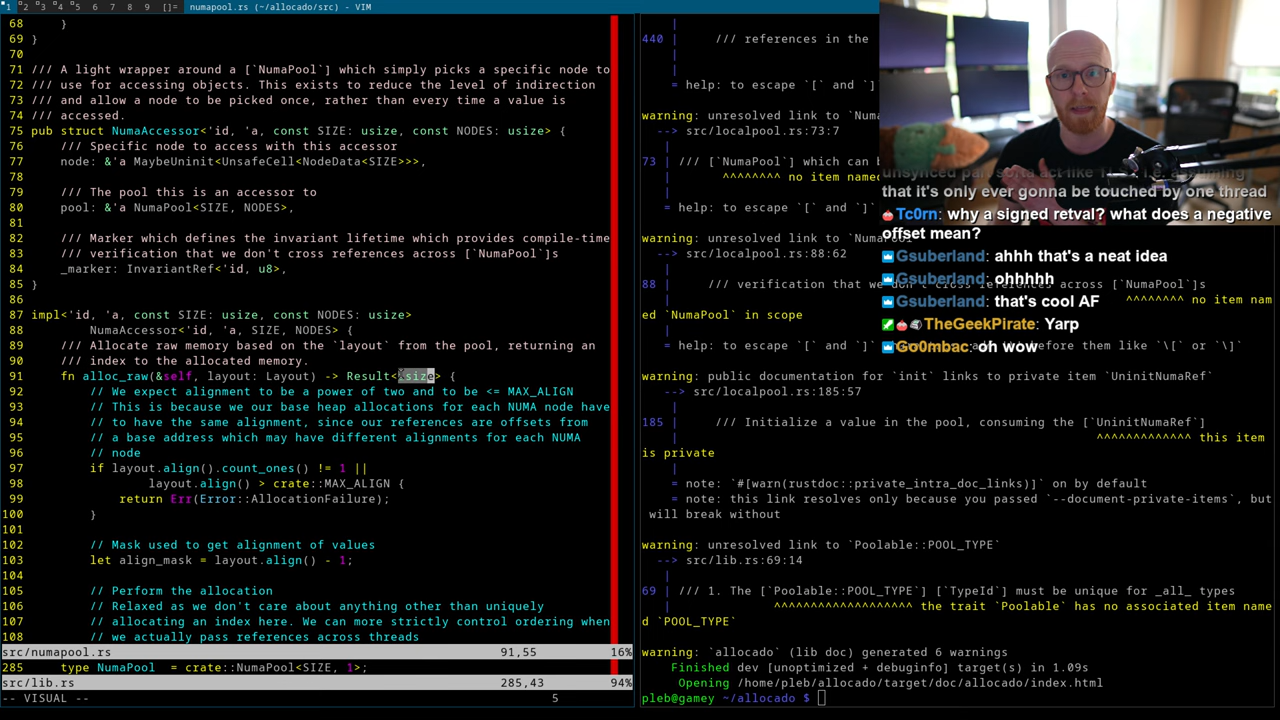 1 2 3 4 5 6 7 8 9 []= numapool.rs (~/allocado/src) - VIM
68     }
69 }
70
71 /// A light wrapper around a [`NumaPool`] which simply picks a specific node to
72 /// use for accessing objects. This exists to reduce the level of indirection
73 /// and allow a node to be picked once, rather than every time a value is
74 /// accessed.
75 pub struct NumaAccessor<'id, 'a, const SIZE: usize, const NODES: usize> {
76     /// Specific node to access with this accessor
77     node: &'a MaybeUninit<UnsafeCell<NodeData<SIZE>>>,
78
79     /// The pool this is an accessor to
80     pool: &'a NumaPool<SIZE, NODES>,
81
82     /// Marker which defines the invariant lifetime which provides compile-time
83     /// verification that we don't cross references across [`NumaPool`]s
84     _marker: InvariantRef<'id, u8>,
85 }
86
87 impl<'id, 'a, const SIZE: usize, const NODES: usize>
88         NumaAccessor<'id, 'a, SIZE, NODES> {
89     /// Allocate raw memory based on the `layout` from the pool, returning an
90     /// index to the allocated memory.
91     fn alloc_raw(&self, layout: Layout) -> Result<isize> {
92         // We expect alignment to be a power of two and to be <= MAX_ALIGN
93         // This is because we our base heap allocations for each NUMA node have
94         // to have the same alignment, since our references are offsets from
95         // a base address which may have different alignments for each NUMA
96         // node
97         if layout.align().count_ones() != 1 ||
98                 layout.align() > crate::MAX_ALIGN {
99             return Err(Error::AllocationFailure);
100         }
101
102         // Mask used to get alignment of values
103         let align_mask = layout.align() - 1;
104
105         // Perform the allocation
106         // Relaxed as we don't care about anything other than uniquely
107         // allocating an index here. We can more strictly control ordering when
108         // we actually pass references across threads
src/numapool.rs 91,55 16%
285     type NumaPool  = crate::NumaPool<SIZE, 1>;
src/lib.rs 285,43 94%
-- VISUAL -- 5
|
440 |     /// references in the
|
|
= help: to escape `[` and `]`
warning: unresolved link to `Numa
--> src/localpool.rs:73:7
|
73 | /// [`NumaPool`] which can b
|       ^^^^^^^^ no item named
|
= help: to escape `[` and `]`
warning: unresolved link to `NumaPool`
--> src/localpool.rs:88:62
|
88 |     /// verification that we don't cross references across [`NumaPool`]s
| ^^^^^^^^ no item nam
ed `NumaPool` in scope
|
= help: to escape `[` and `]` before them like `\[` or `\]`
warning: public documentation for `init` links to private item `UninitNumaRef`
--> src/localpool.rs:185:57
|
185 |     /// Initialize a value in the pool, consuming the [`UninitNumaRef`]
| ^^^^^^^^^^^^^ this item
is private
|
= note: `#[warn(rustdoc::private_intra_doc_links)]` on by default
= note: this link resolves only because you passed `--document-private-items`, but
will break without
warning: unresolved link to `Poolable::POOL_TYPE`
--> src/lib.rs:69:14
|
69 | /// 1. The [`Poolable::POOL_TYPE`] [`TypeId`] must be unique for _all_ types
|              ^^^^^^^^^^^^^^^^^^^ the trait `Poolable` has no associated item name
d `POOL_TYPE`
warning: `allocado` (lib doc) generated 6 warnings
Finished dev [unoptimized + debuginfo] target(s) in 1.09s
Opening /home/pleb/allocado/target/doc/allocado/index.html
pleb@gamey ~/allocado $
that it's only ever gonna be touched by one thread
Tc0rn: why a signed retval? what does a negative
offset mean?
Gsuberland: ahhh that's a neat idea
Gsuberland: ohhhhh
Gsuberland: that's cool AF
TheGeekPirate: Yarp
Go0mbac: oh wow